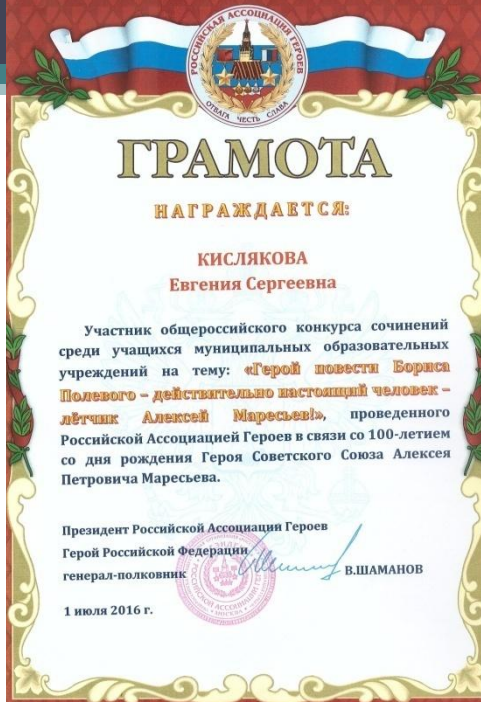 РОССИЙСКАЯ АССОЦИАЦИЯ ГЕРОЕВ
ОТВАГА ЧЕСТЬ СЛАВА
ГРАМОТА
НАГРАЖДАЕТСЯ:
КИСЛЯКОВА
Евгения Сергеевна
Участник общероссийского конкурса сочинений
среди учащихся муниципальных образовательных
учреждений на тему: «Герой повести Бориса
Полевого – действительно настоящий человек –
лётчик Алексей Маресьев!», проведенного
Российской Ассоциацией Героев в связи со 100-летием
со дня рождения Героя Советского Союза Алексея
Петровича Маресьева.
Президент Российской Ассоциации Героев
Герой Российской Федерации
генерал-полковник В.ШАМАНОВ
1 июля 2016 г.